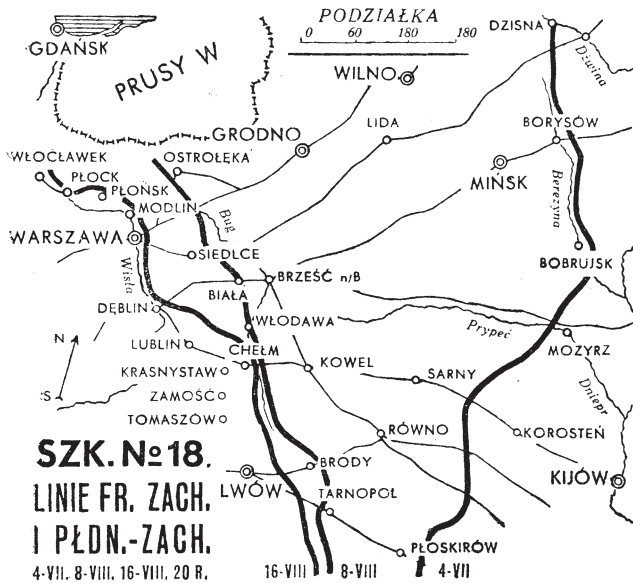 PODZIAŁKA
0 60 180 180
GDAŃSK
PRUSY W
DZISNA
Dźwina
WILNO
GRODNO
LIDA
BORYSÓW
MIŃSK
Berezyna
WŁOCŁAWEK
OSTROŁĘKA
PŁOCK
PŁOŃSK
MODLIN
Bug
WARSZAWA
SIEDLCE
BOBRUJSK
Wisła
BRZEŚĆ n/B
BIAŁA
DĘBLIN
WŁODAWA
Prypeć
MOZYRZ
N
S
LUBLIN
CHEŁM
KRASNYSTAW
KOWEL
SARNY
Dniepr
ZAMOŚĆ
TOMASZÓW
RÓWNO
KOROSTEŃ
SZK. № 18.
BRODY
KIJÓW
LWÓW
TARNOPOL
LINIE FR. ZACH.
I PŁDN.-ZACH.
PŁOSKIRÓW
4-VII. 8-VIII. 16-VIII. 20 R.
16-VIII 8-VIII 4-VII